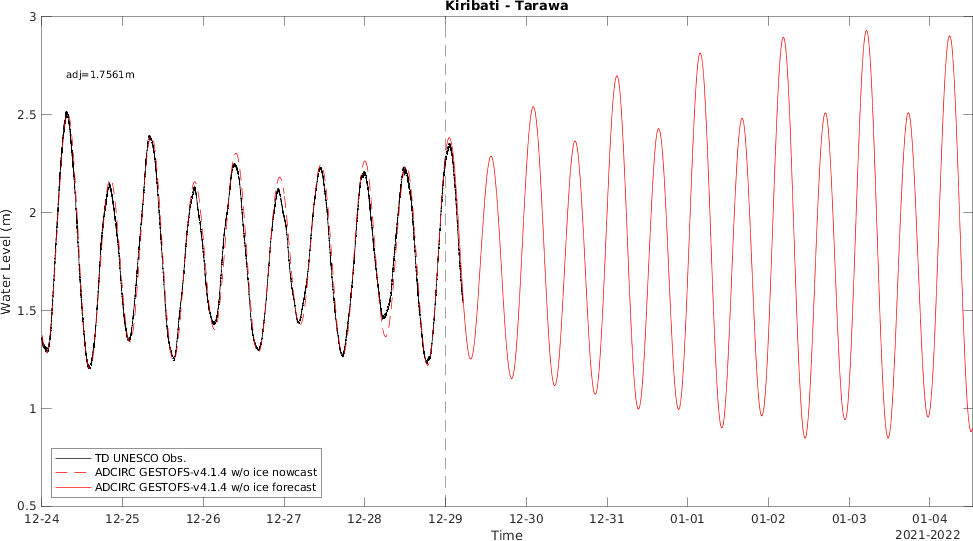 Kiribati - Tarawa
3
adj=1.7561m
2.5
2
Water Level (m)
1.5
1
TD UNESCO Obs.
ADCIRC GESTOFS-v4.1.4 w/o ice nowcast
ADCIRC GESTOFS-v4.1.4 w/o ice forecast
0.5
12-24 12-25 12-26 12-27 12-28 12-29 12-30 12-31 01-01 01-02 01-03 01-04
Time
2021-2022